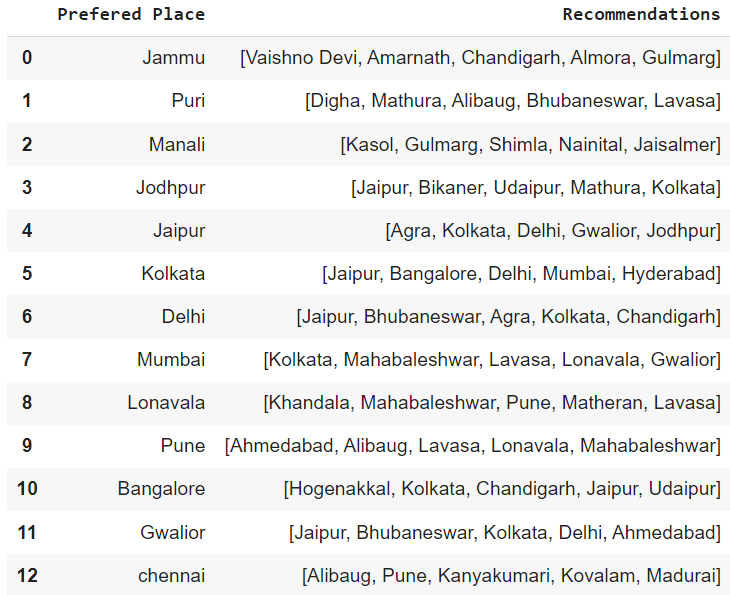 Prefered Place Recommendations
0 Jammu [Vaishno Devi, Amarnath, Chandigarh, Almora, Gulmarg]
1 Puri [Digha, Mathura, Alibaug, Bhubaneswar, Lavasa]
2 Manali [Kasol, Gulmarg, Shimla, Nainital, Jaisalmer]
3 Jodhpur [Jaipur, Bikaner, Udaipur, Mathura, Kolkata]
4 Jaipur [Agra, Kolkata, Delhi, Gwalior, Jodhpur]
5 Kolkata [Jaipur, Bangalore, Delhi, Mumbai, Hyderabad]
6 Delhi [Jaipur, Bhubaneswar, Agra, Kolkata, Chandigarh]
7 Mumbai [Kolkata, Mahabaleshwar, Lavasa, Lonavala, Gwalior]
8 Lonavala [Khandala, Mahabaleshwar, Pune, Matheran, Lavasa]
9 Pune [Ahmedabad, Alibaug, Lavasa, Lonavala, Mahabaleshwar]
10 Bangalore [Hogenakkal, Kolkata, Chandigarh, Jaipur, Udaipur]
11 Gwalior [Jaipur, Bhubaneswar, Kolkata, Delhi, Ahmedabad]
12 chennai [Alibaug, Pune, Kanyakumari, Kovalam, Madurai]